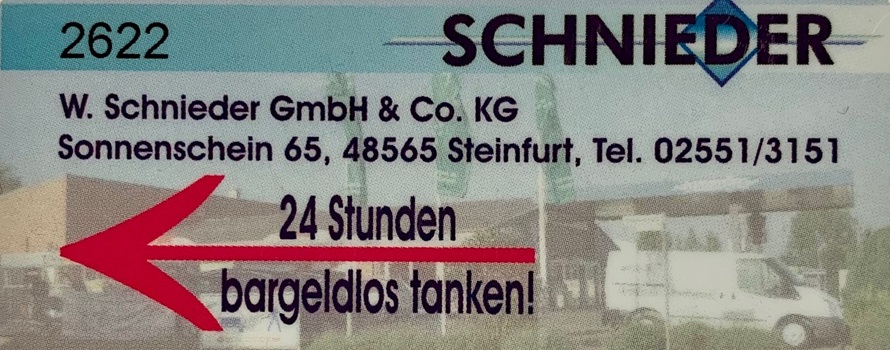 2622
SCHNIEDER
W. Schnieder GmbH & Co. KG
Sonnenschein 65, 48565 Steinfurt, Tel. 02551/3151
24 Stunden
bargeldlos tanken!